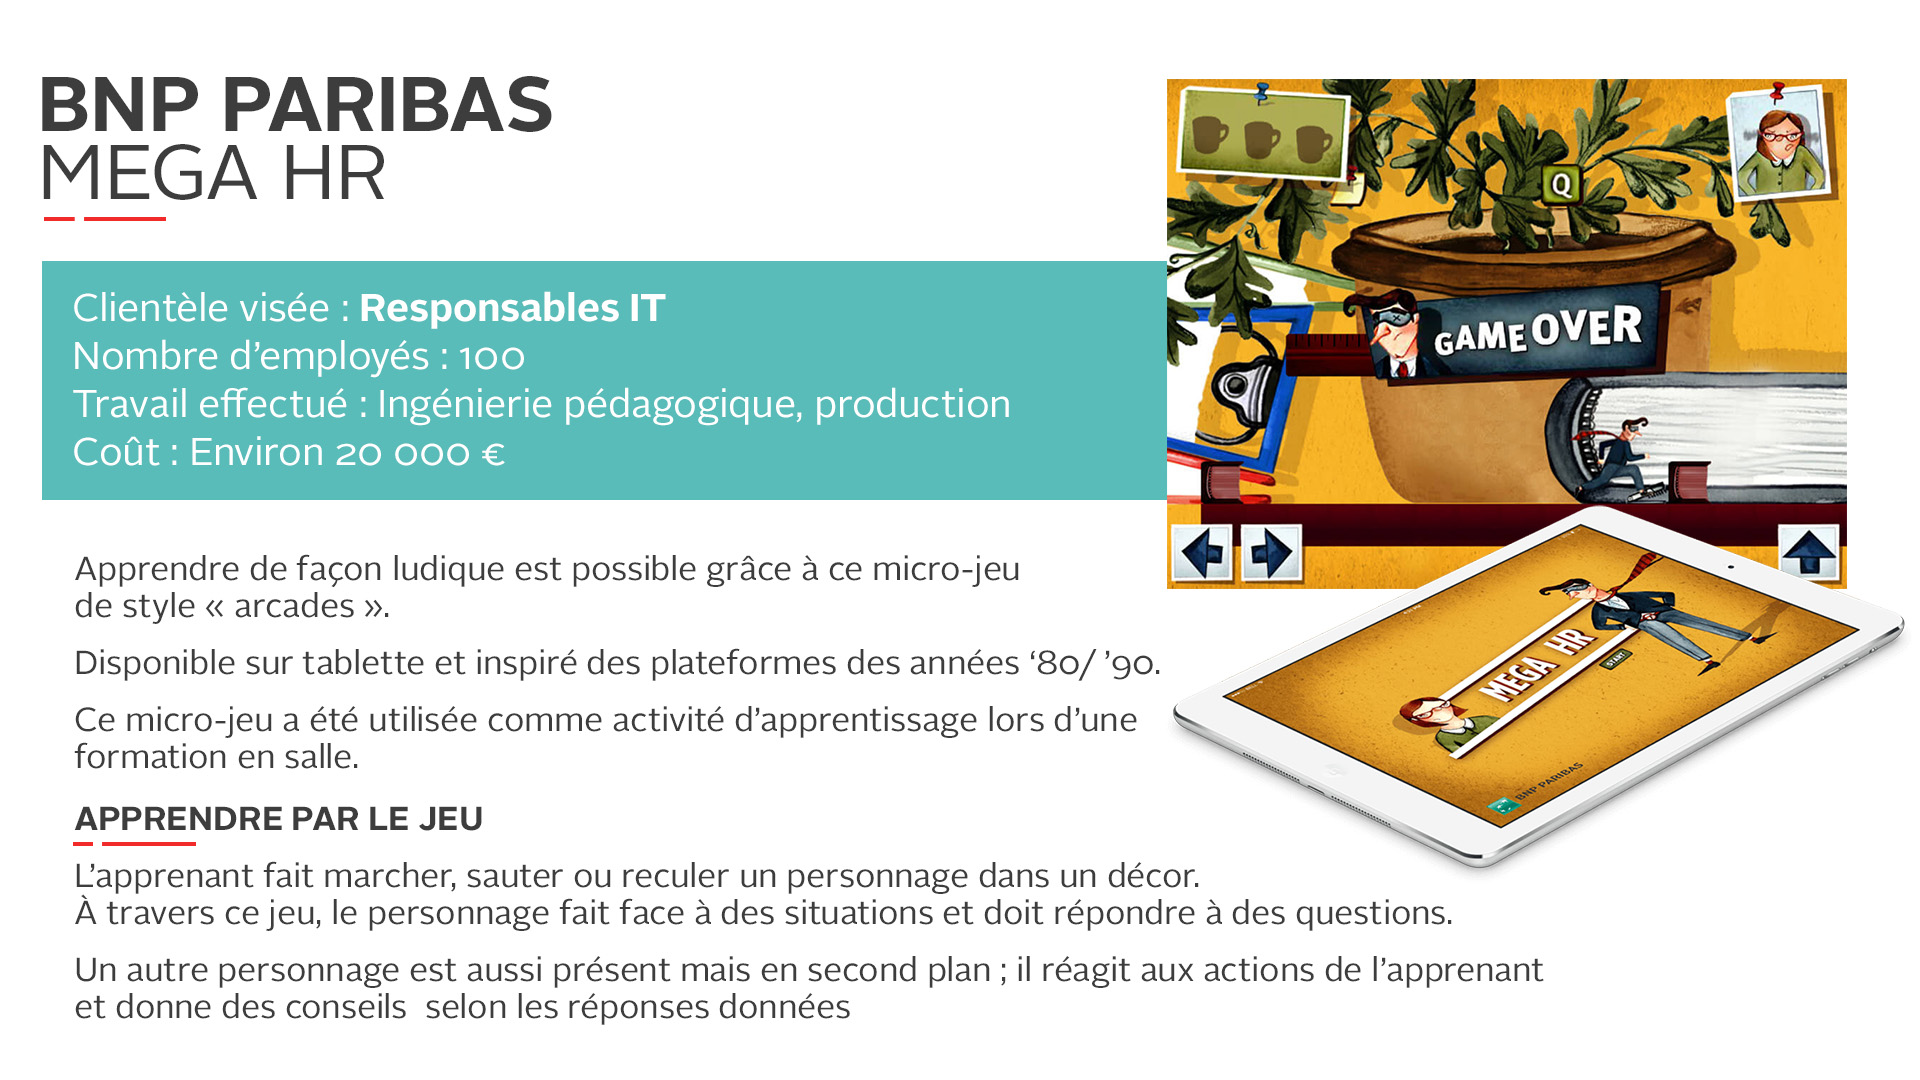 BNP PARIBAS
MEGA HR
Clientèle visée : Responsables IT
Nombre d’employés : 100
Travail effectué : Ingénierie pédagogique, production
Coût : Environ 20 000 €
Apprendre de façon ludique est possible grâce à ce micro-jeu
de style « arcades ».
Disponible sur tablette et inspiré des plateformes des années ‘80/ ’90.
Ce micro-jeu a été utilisée comme activité d’apprentissage lors d’une
formation en salle.
APPRENDRE PAR LE JEU
L’apprenant fait marcher, sauter ou reculer un personnage dans un décor.
À travers ce jeu, le personnage fait face à des situations et doit répondre à des questions.
Un autre personnage est aussi présent mais en second plan ; il réagit aux actions de l’apprenant
et donne des conseils  selon les réponses données
Q
GAME OVER
MEGA HR
START
BNP PARIBAS